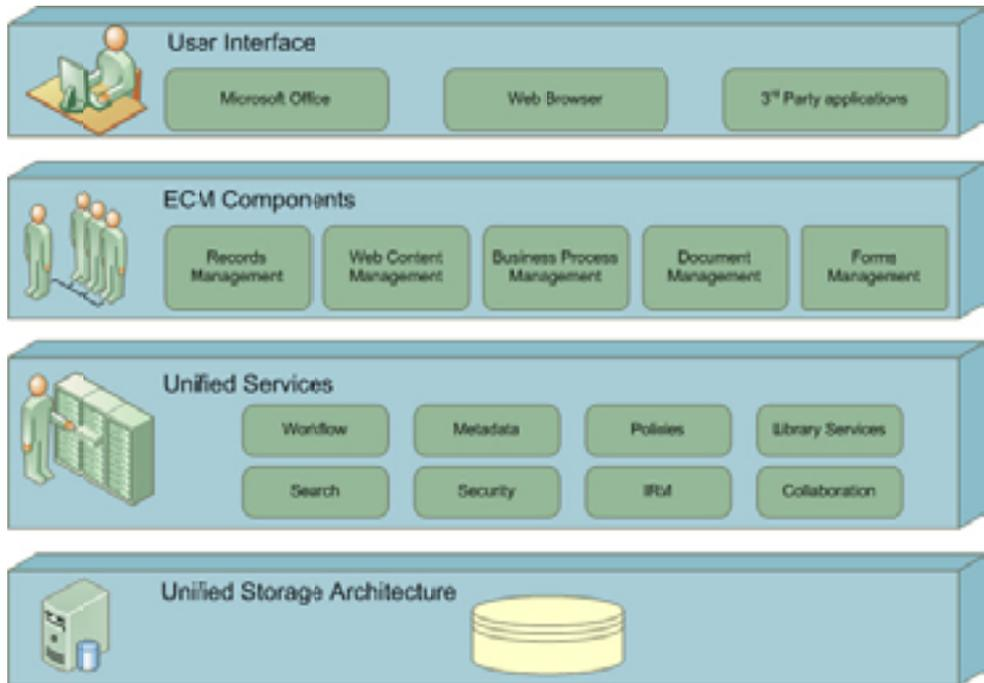 User Interface
Microsoft Office
Web Browser
3rd Party applications
ECM Components
Records
Management
Web Content
Management
Business Process
Management
Document
Management
Forms
Management
Unified Services
Workflow
Metadata
Policies
Library Services
Search
Security
IRM
Collaboration
Unified Storage Architecture